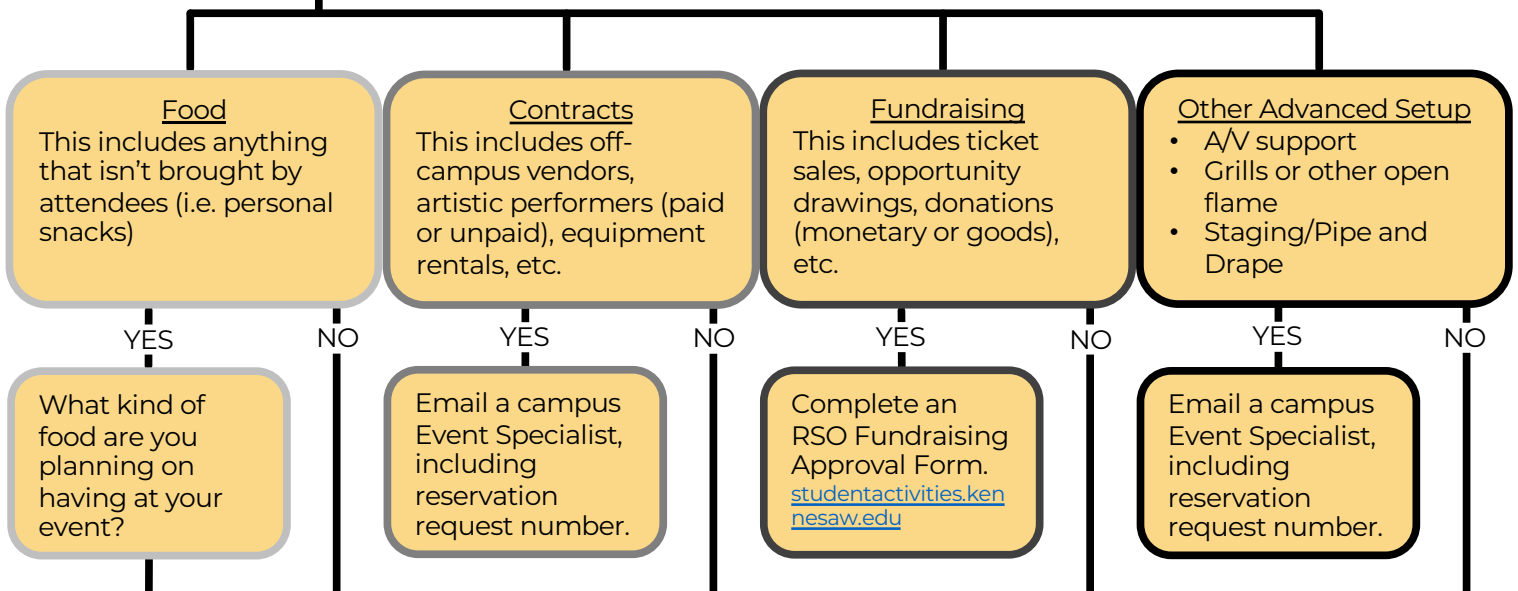 Food
This includes anything
that isn’t brought by
attendees (i.e. personal
snacks)
Contracts
This includes off-
campus vendors,
artistic performers (paid
or unpaid), equipment
rentals, etc.
Fundraising
This includes ticket
sales, opportunity
drawings, donations
(monetary or goods),
etc.
Other Advanced Setup
• A/V support
• Grills or other open
flame
• Staging/Pipe and
Drape
YES
NO
YES
NO
YES
NO
YES
NO
What kind of
food are you
planning on
having at your
event?
Email a campus
Event Specialist,
including
reservation
request number.
Complete an
RSO Fundraising
Approval Form.
studentactivities.ken
nesaw.edu
Email a campus
Event Specialist,
including
reservation
request number.